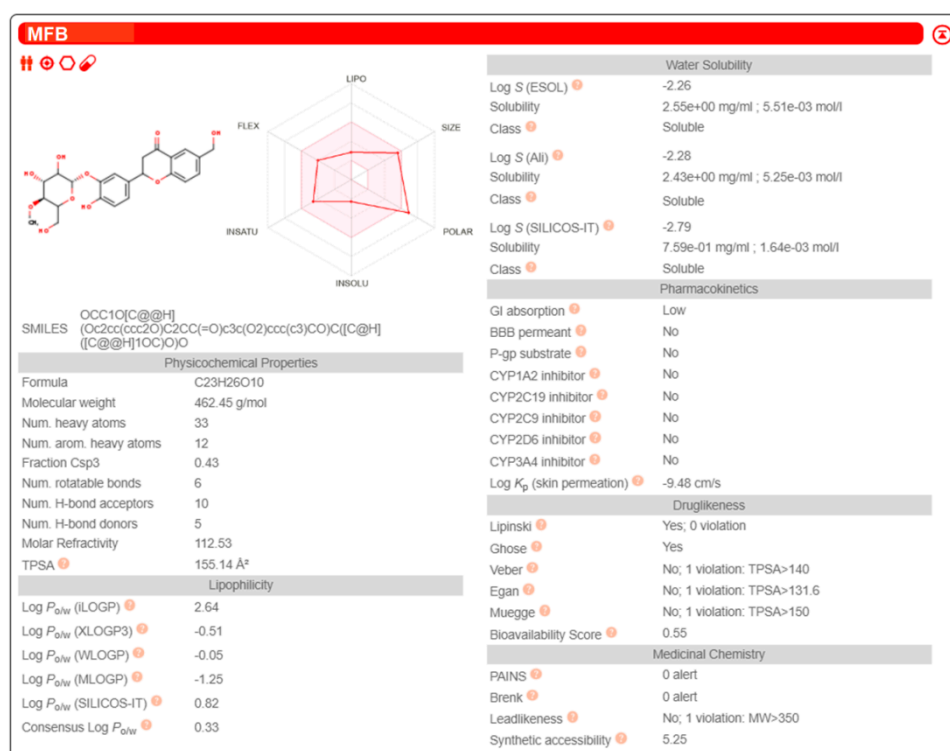 MFB
LIPO
SIZE
POLAR
INSOLU
INSATU
FLEX
SMILES OCC1O[C@@H]
(Oc2cc(ccc2O)C2CC(=O)c3c(O2)ccc(c3)CO)C([C@H]
([C@@H]1OC)O)O
Physicochemical Properties
Formula C23H26O10
Molecular weight 462.45 g/mol
Num. heavy atoms 33
Num. arom. heavy atoms 12
Fraction Csp3 0.43
Num. rotatable bonds 6
Num. H-bond acceptors 10
Num. H-bond donors 5
Molar Refractivity 112.53
TPSA ? 155.14 Å²
Lipophilicity
Log Po/w (iLOGP) ? 2.64
Log Po/w (XLOGP3) ? -0.51
Log Po/w (WLOGP) ? -0.05
Log Po/w (MLOGP) ? -1.25
Log Po/w (SILICOS-IT) ? 0.82
Consensus Log Po/w ? 0.33
Water Solubility
Log S (ESOL) ? -2.26
Solubility 2.55e+00 mg/ml ; 5.51e-03 mol/l
Class ? Soluble
Log S (Ali) ? -2.28
Solubility 2.43e+00 mg/ml ; 5.25e-03 mol/l
Class ? Soluble
Log S (SILICOS-IT) ? -2.79
Solubility 7.59e-01 mg/ml ; 1.64e-03 mol/l
Class ? Soluble
Pharmacokinetics
GI absorption ? Low
BBB permeant ? No
P-gp substrate ? No
CYP1A2 inhibitor ? No
CYP2C19 inhibitor ? No
CYP2C9 inhibitor ? No
CYP2D6 inhibitor ? No
CYP3A4 inhibitor ? No
Log Kp (skin permeation) ? -9.48 cm/s
Druglikeness
Lipinski ? Yes; 0 violation
Ghose ? Yes
Veber ? No; 1 violation: TPSA>140
Egan ? No; 1 violation: TPSA>131.6
Muegge ? No; 1 violation: TPSA>150
Bioavailability Score ? 0.55
Medicinal Chemistry
PAINS ? 0 alert
Brenk ? 0 alert
Leadlikeness ? No; 1 violation: MW>350
Synthetic accessibility ? 5.25